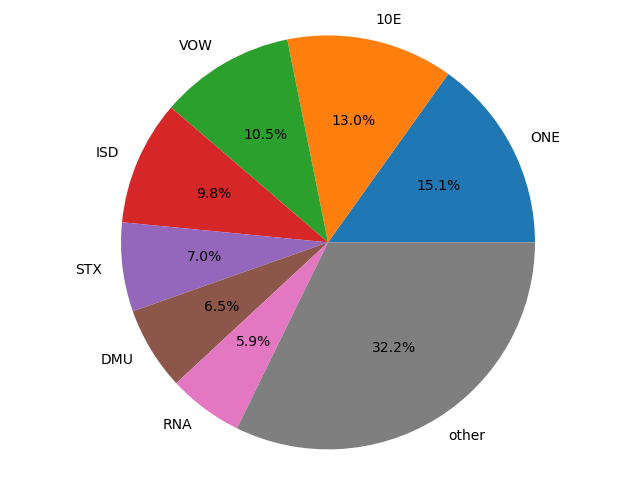 10E
VOW
ONE
ISD
13.0%
10.5%
15.1%
9.8%
STX
7.0%
6.5%
5.9%
32.2%
DMU
RNA
other